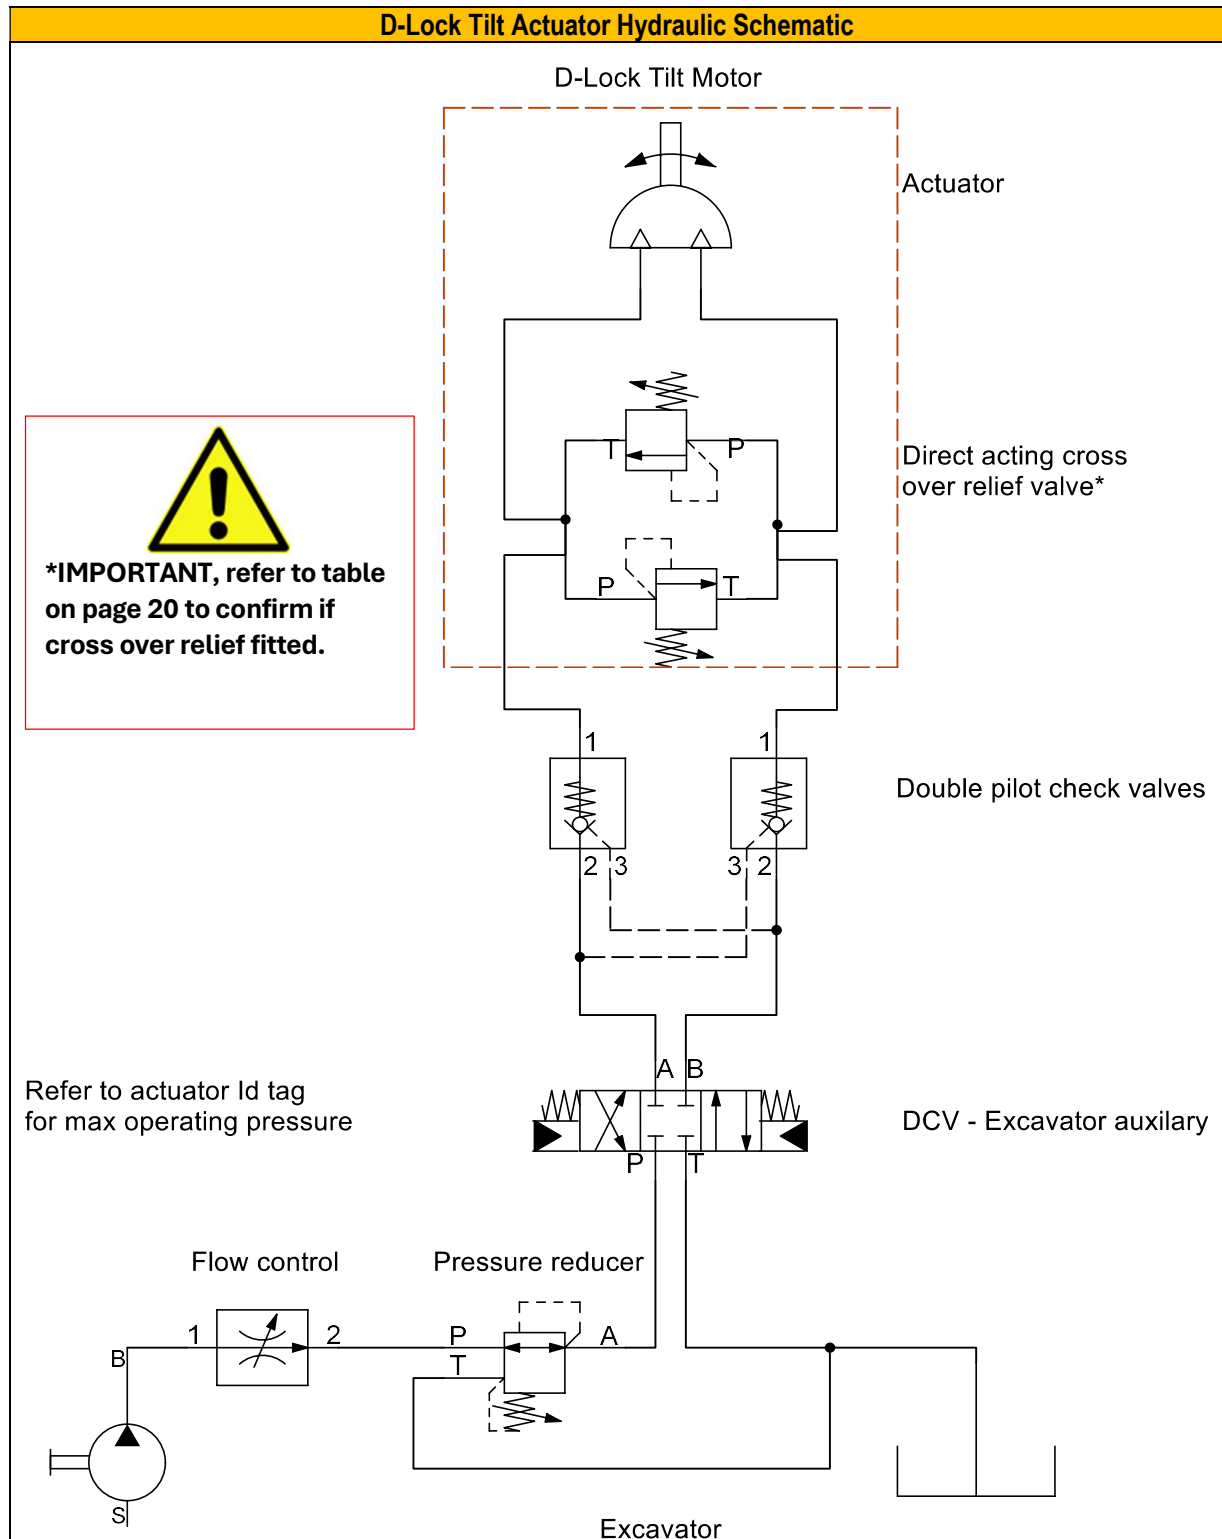 D-Lock Tilt Actuator Hydraulic Schematic
D-Lock Tilt Motor
Actuator
T
P
Direct acting cross
over relief valve*
*IMPORTANT, refer to table
on page 20 to confirm if
cross over relief fitted.
P
T
1
1
Double pilot check valves
2
3
3
2
A
B
Refer to actuator Id tag
for max operating pressure
DCV - Excavator auxilary
P
T
Flow control
Pressure reducer
1
2
P
A
T
B
S
Excavator